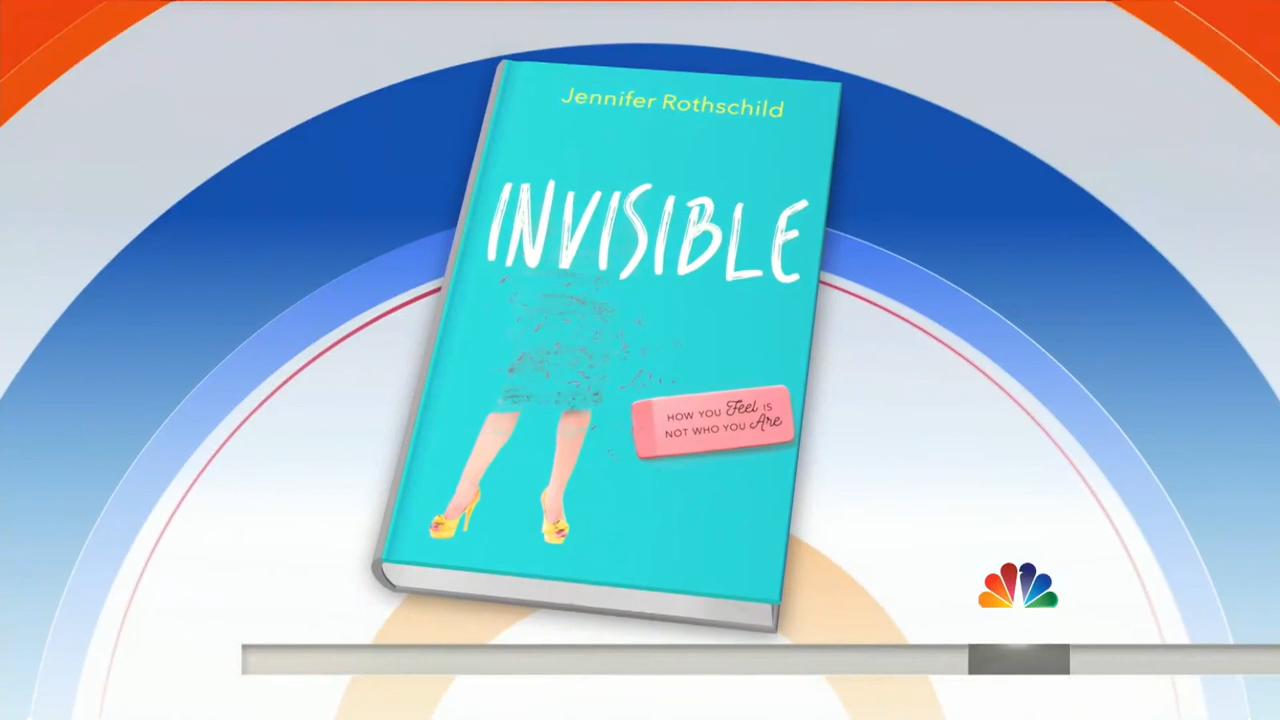 Jennifer Rothschild
INVISIBLE
HOW YOU Feel IS
NOT WHO YOU Are